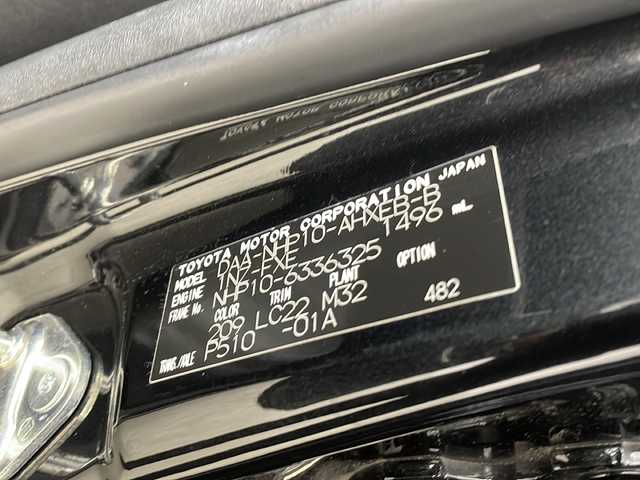 TOYOTA MOTOR CORPORATION JAPAN
MODEL DAA-NHP10-AHXEB-B
ENGINE 1NZ-FXE 1496 mL
FRAME No. NHP10-6336325
COLOR TRIM PLANT OPTION
209 LC22 M32 482
TRANS./AXLE P510 -01A